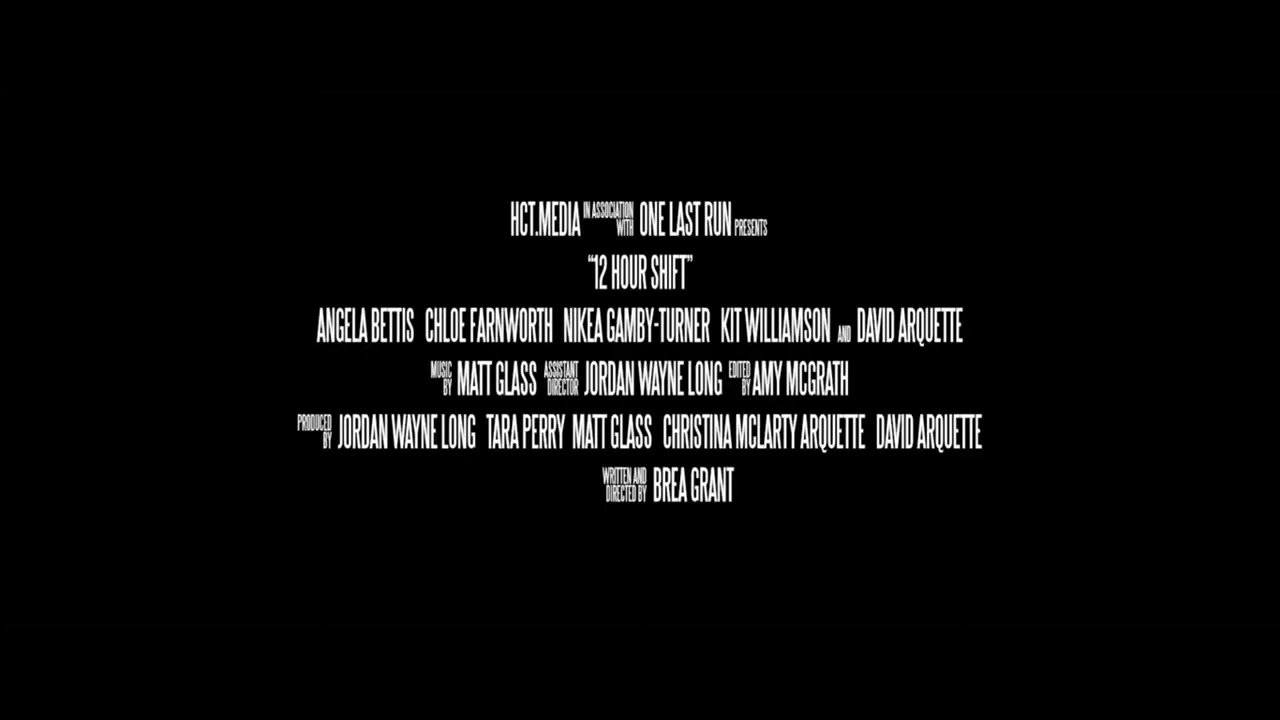 HCT.MEDIA IN ASSOCIATION WITH ONE LAST RUN PRESENTS
“12 HOUR SHIFT”
ANGELA BETTIS CHLOE FARNWORTH NIKEA GAMBY-TURNER KIT WILLIAMSON AND DAVID ARQUETTE
MUSIC BY MATT GLASS ASSISTANT DIRECTOR JORDAN WAYNE LONG EDITED BY AMY MCGRATH
PRODUCED BY JORDAN WAYNE LONG TARA PERRY MATT GLASS CHRISTINA MCLARTY ARQUETTE DAVID ARQUETTE
WRITTEN AND DIRECTED BY BREA GRANT